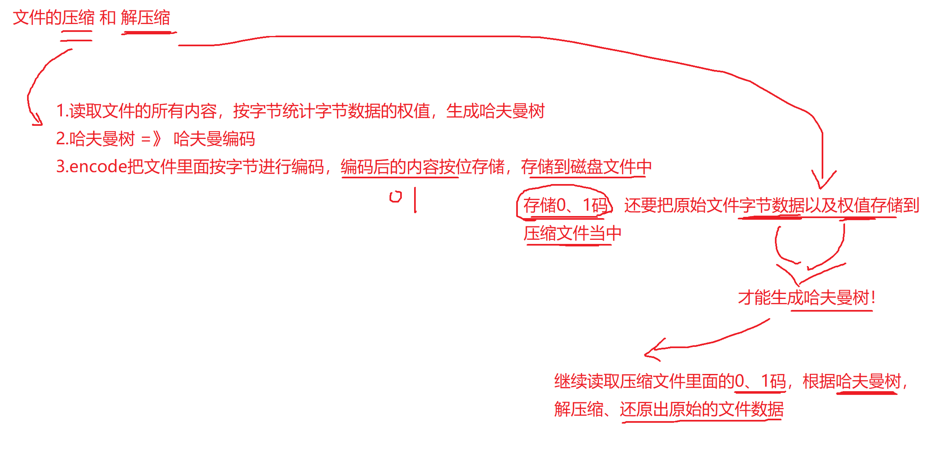 文件的压缩 和 解压缩
1.读取文件的所有内容，按字节统计字节数据的权值，生成哈夫曼树
2.哈夫曼树 =》 哈夫曼编码
3.encode把文件里面按字节进行编码，编码后的内容按位存储，存储到磁盘文件中
0 1
存储0、1码 还要把原始文件字节数据以及权值存储到
压缩文件当中
才能生成哈夫曼树！
继续读取压缩文件里面的0、1码，根据哈夫曼树，
解压缩、还原出原始的文件数据